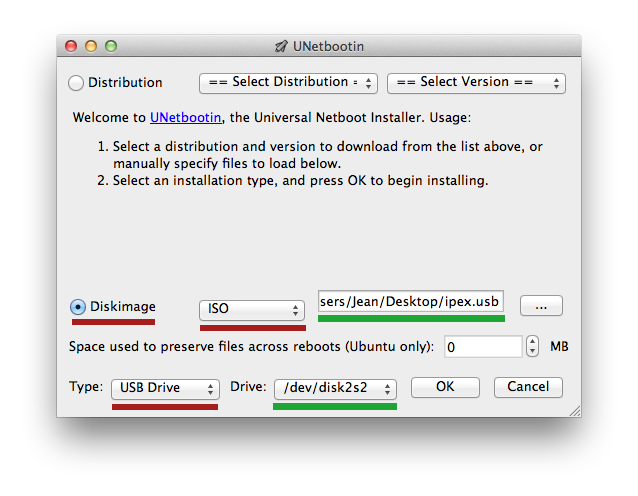 UNetbootin
Distribution == Select Distribution = == Select Version ==
Welcome to UNetbootin, the Universal Netboot Installer. Usage:
1. Select a distribution and version to download from the list above, or
manually specify files to load below.
2. Select an installation type, and press OK to begin installing.
Diskimage ISO sers/Jean/Desktop/ipex.usb ...
Space used to preserve files across reboots (Ubuntu only): 0 MB
Type: USB Drive Drive: /dev/disk2s2 OK Cancel